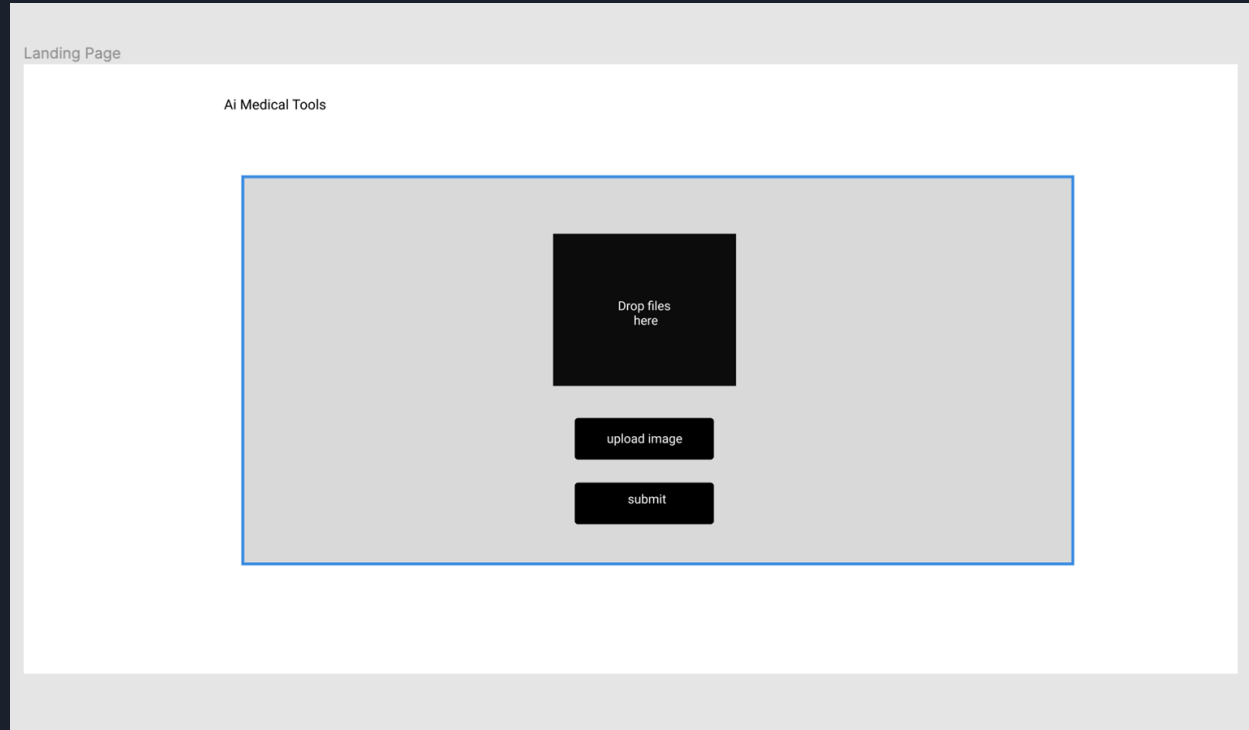 Landing Page
Ai Medical Tools
Drop files
here
upload image
submit